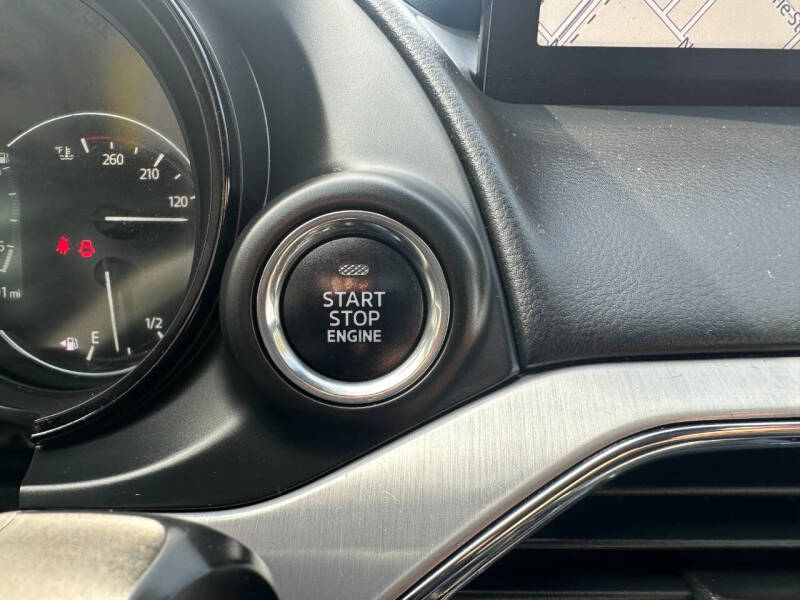 °F
260
210
120
E
1/2
START
STOP
ENGINE